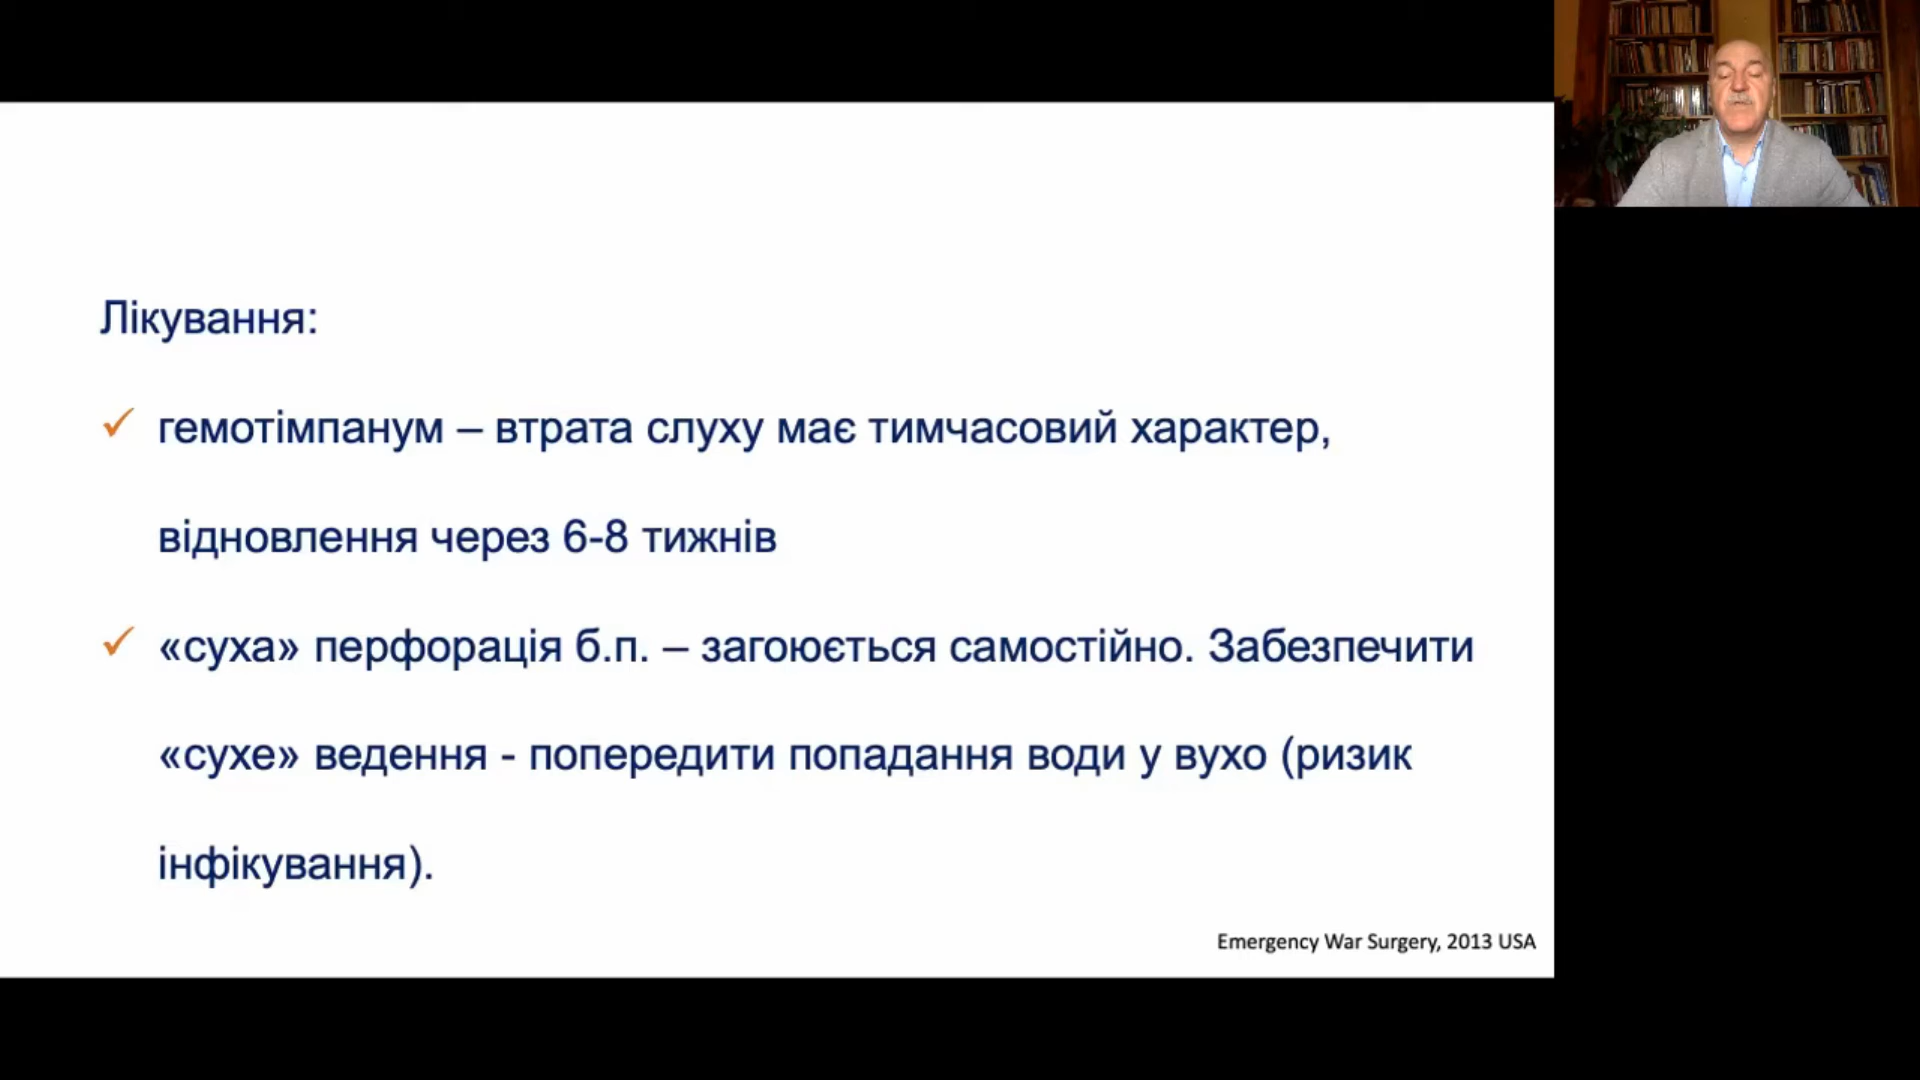 Лікування:
гемотімпанум – втрата слуху має тимчасовий характер,
відновлення через 6-8 тижнів
«суха» перфорація б.п. – загоюється самостійно. Забезпечити
«сухе» ведення - попередити попадання води у вухо (ризик
інфікування).
Emergency War Surgery, 2013 USA